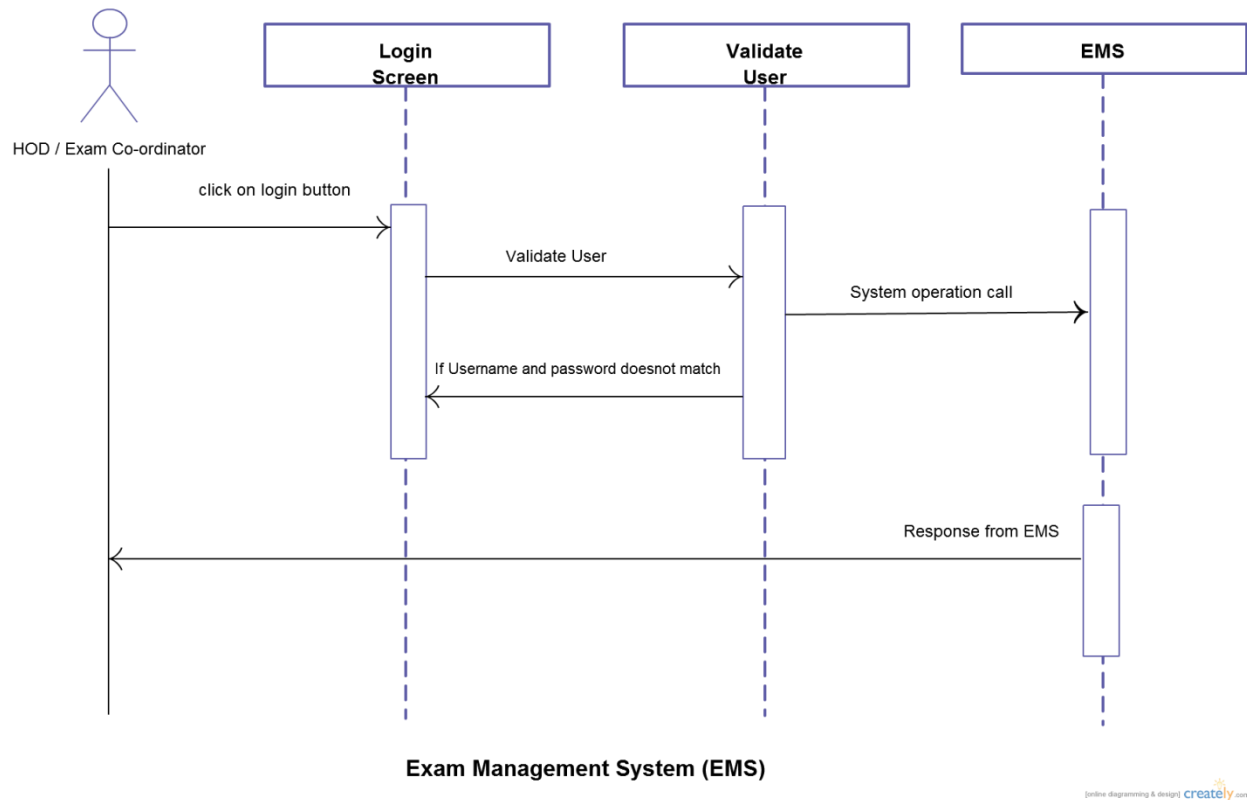 Login
Screen
Validate
User
EMS
HOD / Exam Co-ordinator
click on login button
Validate User
System operation call
If Username and password doesnot match
Response from EMS
Exam Management System (EMS)
[online diagramming & design] creately.com